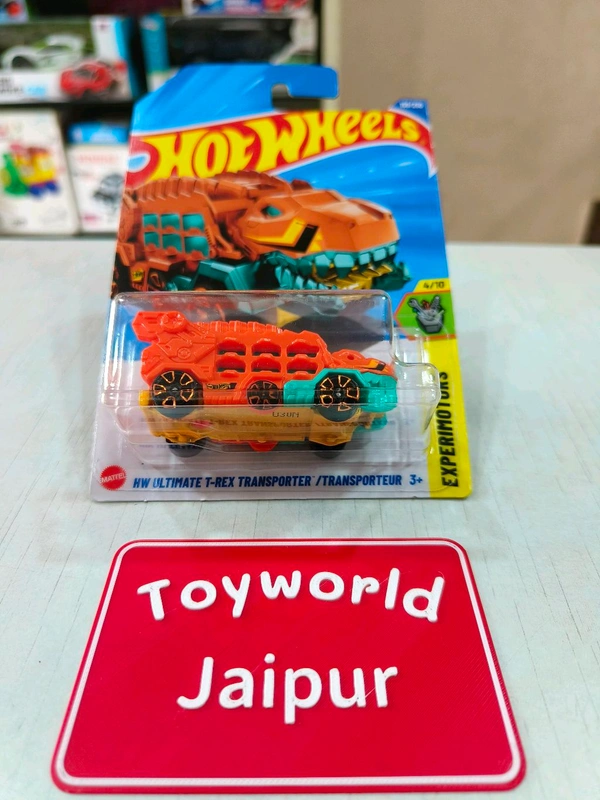 HOT WHEELS
4/10
EXPERIMOTORS
MATTEL
HW ULTIMATE T-REX TRANSPORTER / TRANSPORTEUR 3+
Toyworld
Jaipur